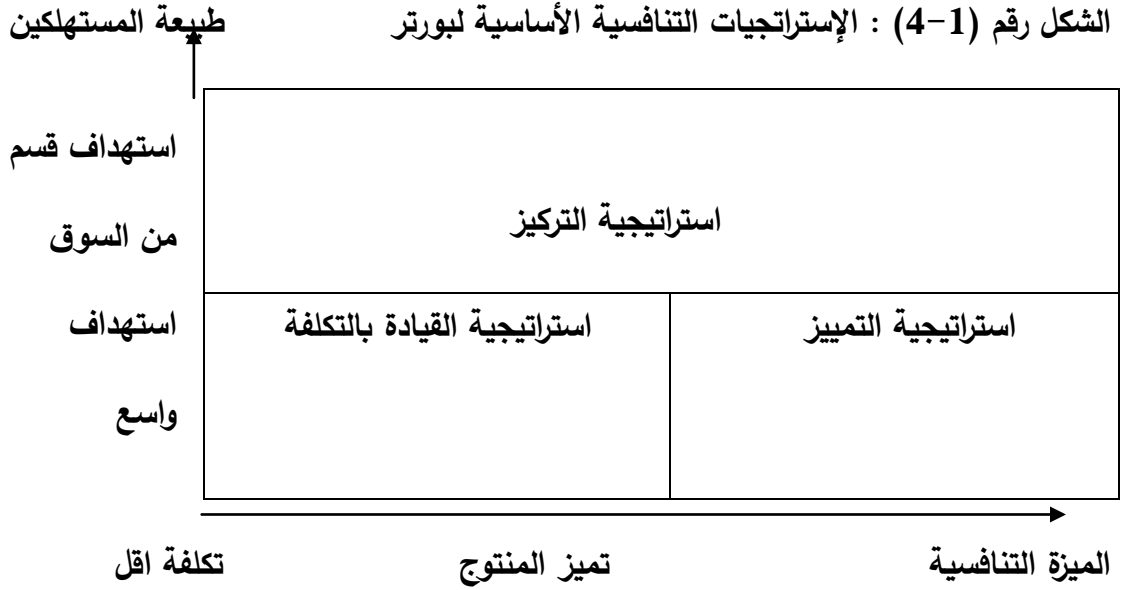 الشكل رقم (1-4) : الإستراتجيات التنافسية الأساسية لبورتر
طبيعة المستهلكين
استهداف قسم
من السوق
استراتيجية التركيز
استراتيجية التمييز
استراتيجية القيادة بالتكلفة
استهداف
واسع
الميزة التنافسية
تميز المنتوج
تكلفة اقل